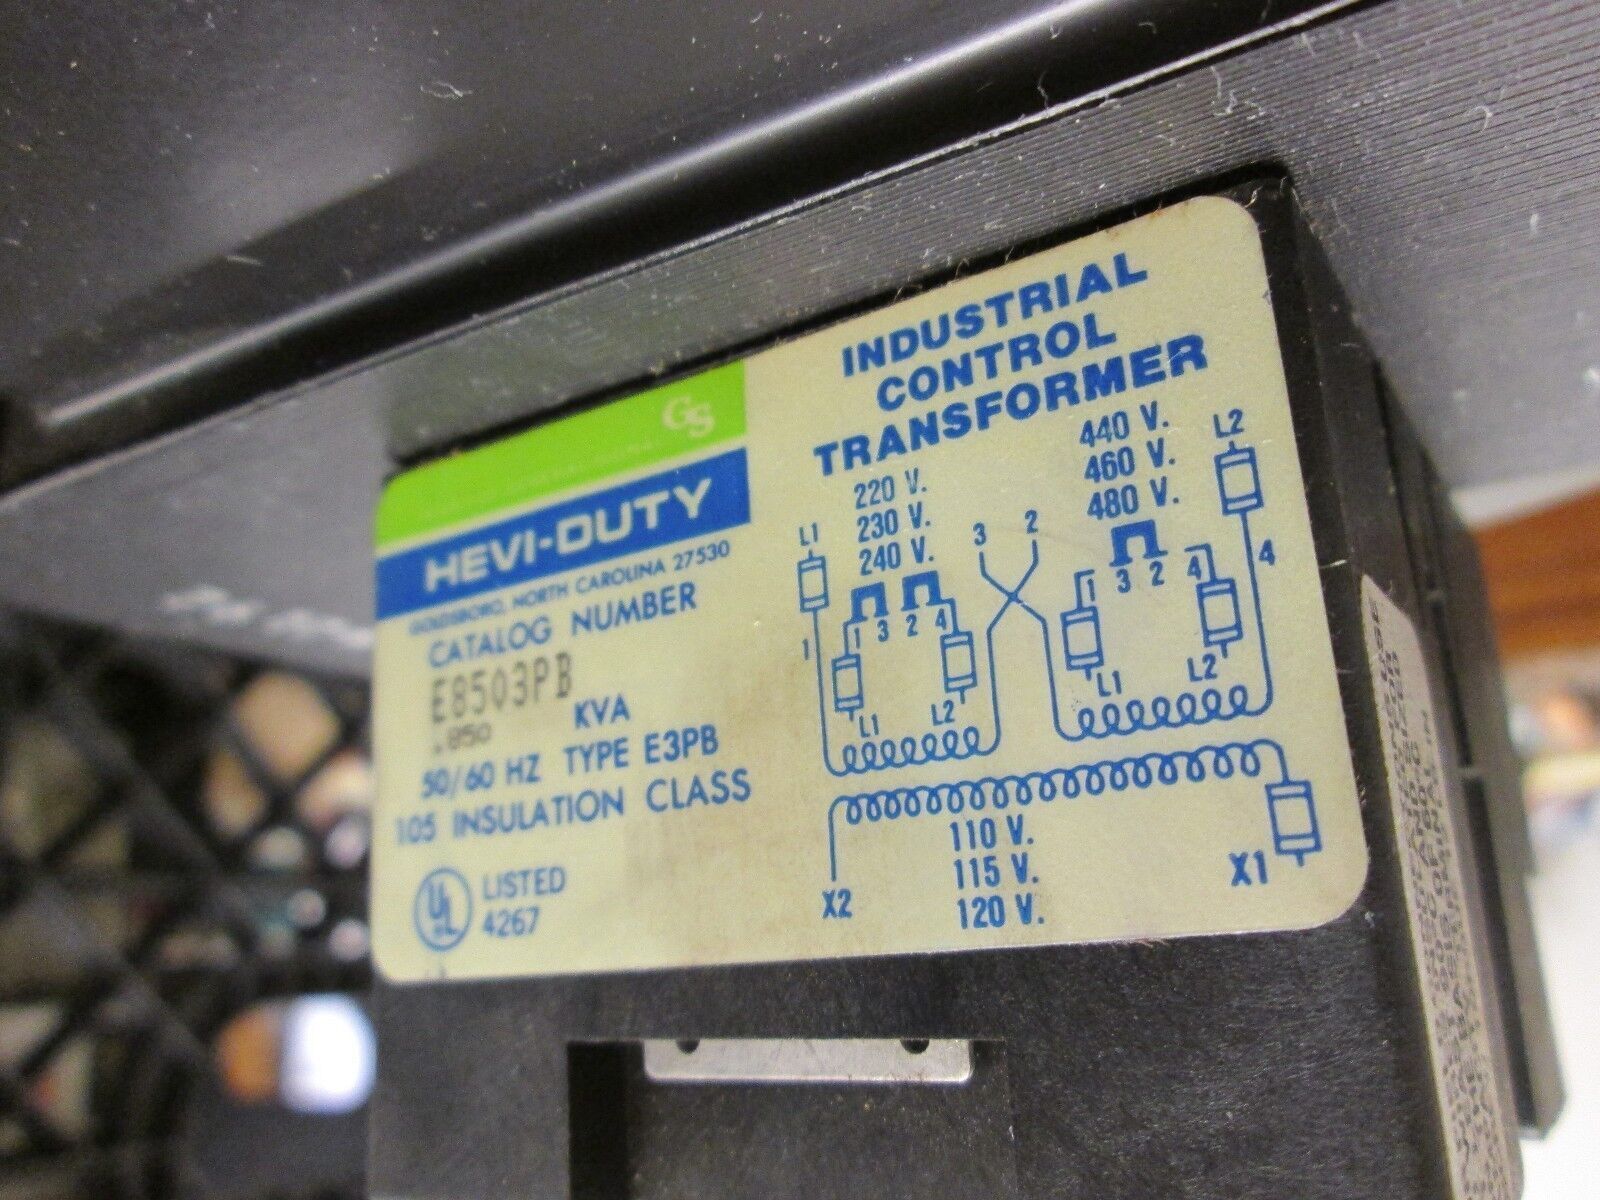 GS
HEVI-DUTY
GOLDSBORO, NORTH CAROLINA 27530
CATALOG NUMBER
E8503PB
.850 KVA
50/60 HZ TYPE E3PB
105 INSULATION CLASS
UL LISTED
4267
INDUSTRIAL
CONTROL
TRANSFORMER
220 V.
230 V.
240 V.
440 V.
460 V.
480 V.
L1
3 2
L2
1 3 2 4
1 3 2 4
1
4
L1 L2
L1 L2
X2
110 V.
115 V.
120 V.
X1